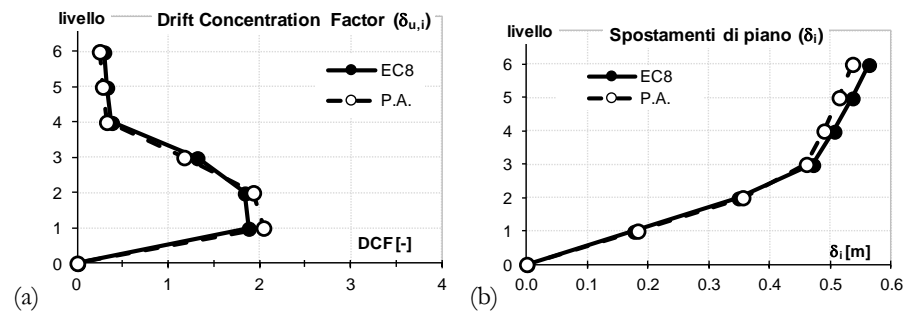 (a)
livello
Drift Concentration Factor (δu,i)
6
5
4
3
2
1
0
EC8
P.A.
DCF [-]
0 1 2 3 4
(b)
livello
Spostamenti di piano (δi)
6
5
4
3
2
1
0
EC8
P.A.
δi [m]
0 0.1 0.2 0.3 0.4 0.5 0.6